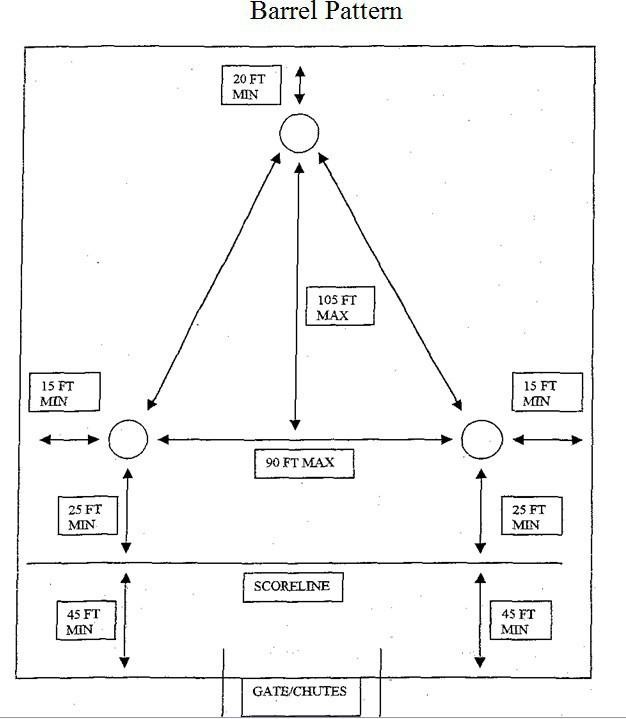 Barrel Pattern
20 FT
MIN
105 FT
MAX
15 FT
MIN
15 FT
MIN
90 FT MAX
25 FT
MIN
25 FT
MIN
SCORELINE
45 FT
MIN
45 FT
MIN
GATE/CHUTES